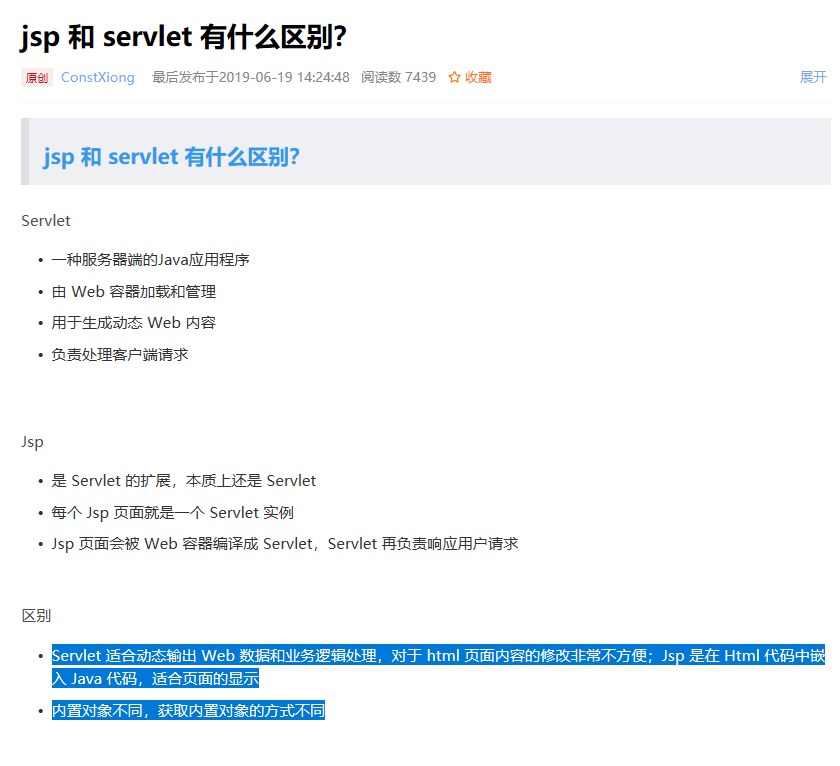 jsp 和 servlet 有什么区别？
原创 ConstXiong 最后发布于2019-06-19 14:24:48 阅读数 7439 收藏 展开
jsp 和 servlet 有什么区别？
Servlet
• 一种服务器端的Java应用程序
• 由 Web 容器加载和管理
• 用于生成动态 Web 内容
• 负责处理客户端请求
Jsp
• 是 Servlet 的扩展，本质上还是 Servlet
• 每个 Jsp 页面就是一个 Servlet 实例
• Jsp 页面会被 Web 容器编译成 Servlet，Servlet 再负责响应用户请求
区别
• Servlet 适合动态输出 Web 数据和业务逻辑处理，对于 html 页面内容的修改非常不方便；Jsp 是在 Html 代码中嵌
入 Java 代码，适合页面的显示
• 内置对象不同，获取内置对象的方式不同